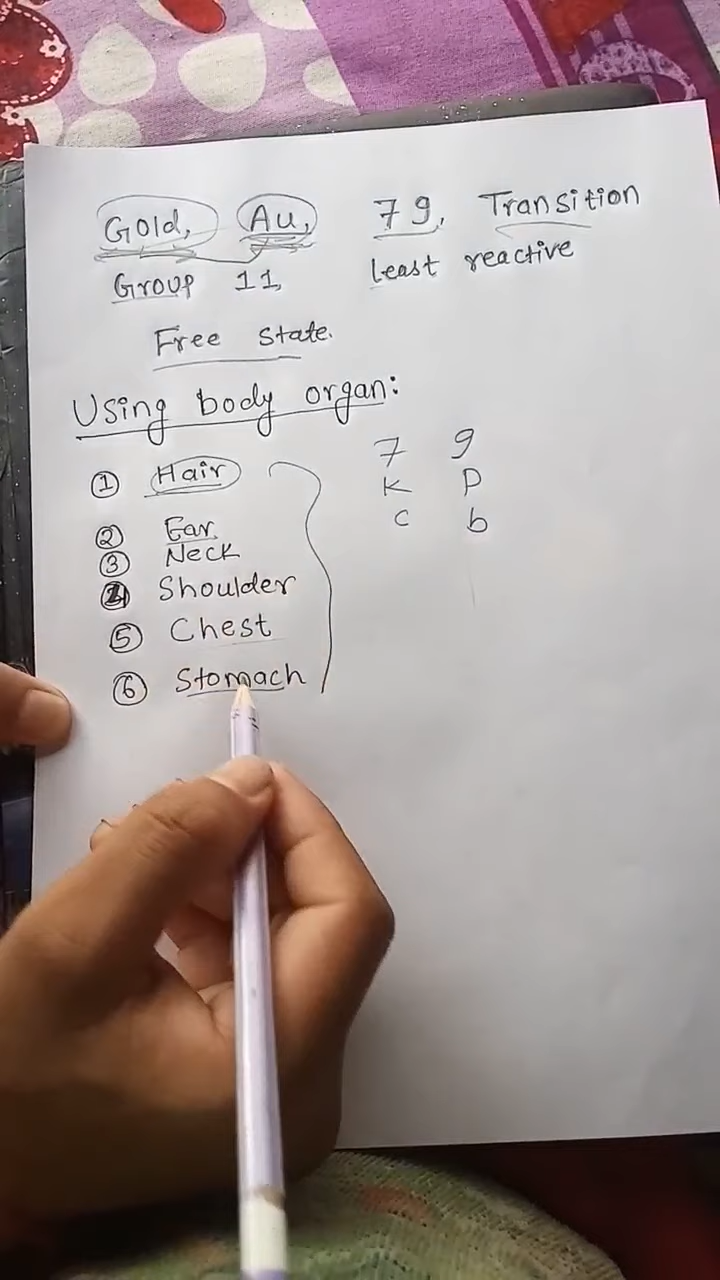 Gold, Au, 79, Transition
Group 11, least reactive
Free state.
Using body organ:
7 9
K P
c b
① Hair
② Ear
③ Neck
4 Shoulder
⑤ Chest
⑥ Stomach